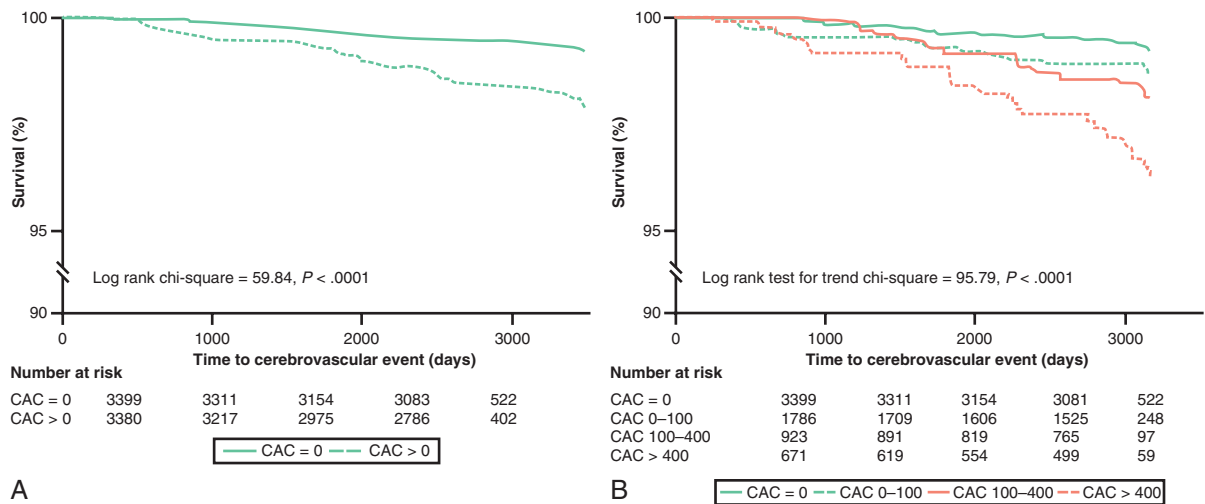 100
95
90
Survival (%)
Log rank chi-square = 59.84, P < .0001
0 1000 2000 3000
Time to cerebrovascular event (days)
Number at risk
CAC = 0 3399 3311 3154 3083 522
CAC > 0 3380 3217 2975 2786 402
CAC = 0 CAC > 0
A
100
95
90
Survival (%)
Log rank test for trend chi-square = 95.79, P < .0001
0 1000 2000 3000
Time to cerebrovascular event (days)
Number at risk
CAC = 0 3399 3311 3154 3081 522
CAC 0–100 1786 1709 1606 1525 248
CAC 100–400 923 891 819 765 97
CAC > 400 671 619 554 499 59
CAC = 0 CAC 0–100 CAC 100–400 CAC > 400
B